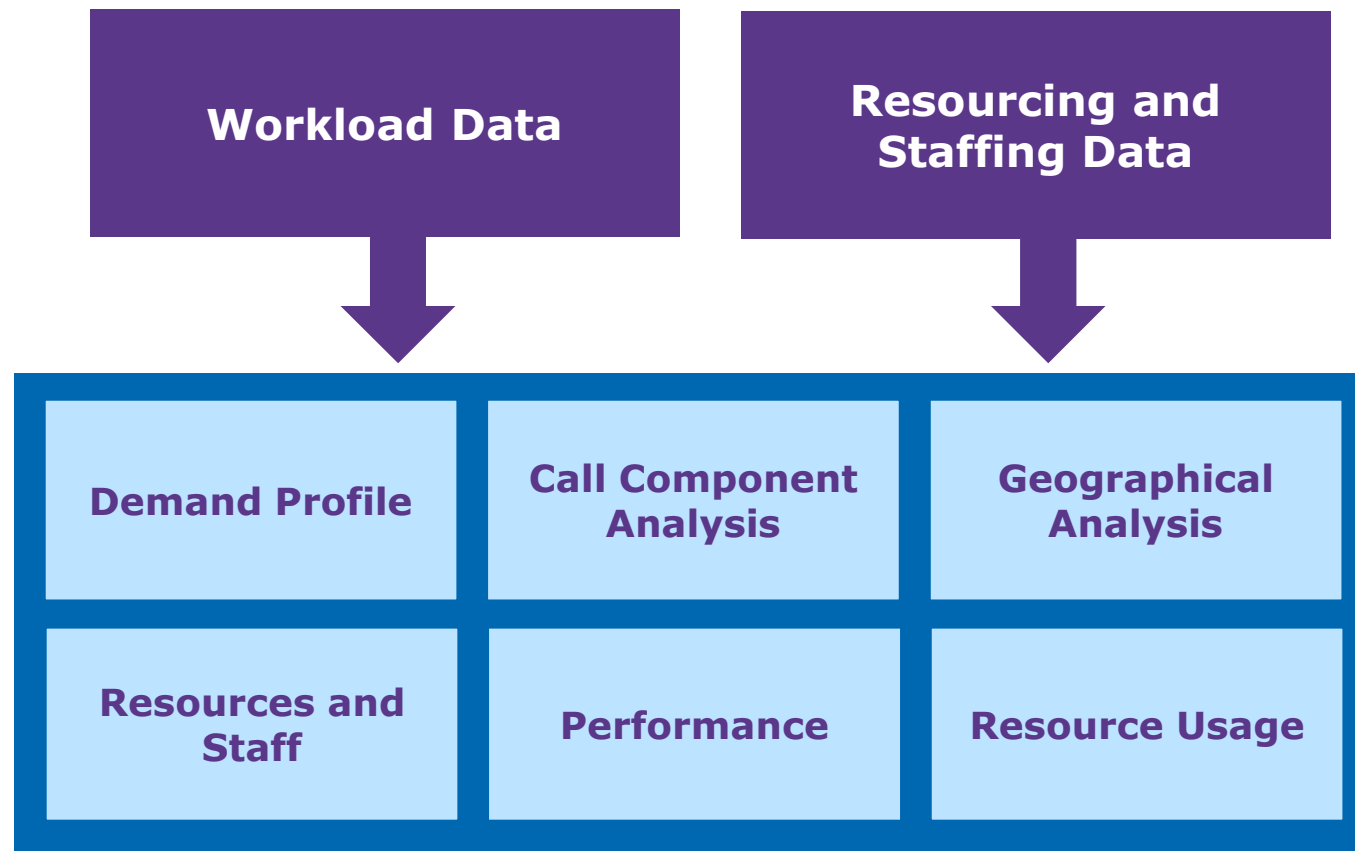 Workload Data
Resourcing and
Staffing Data
Demand Profile
Call Component
Analysis
Geographical
Analysis
Resources and
Staff
Performance
Resource Usage